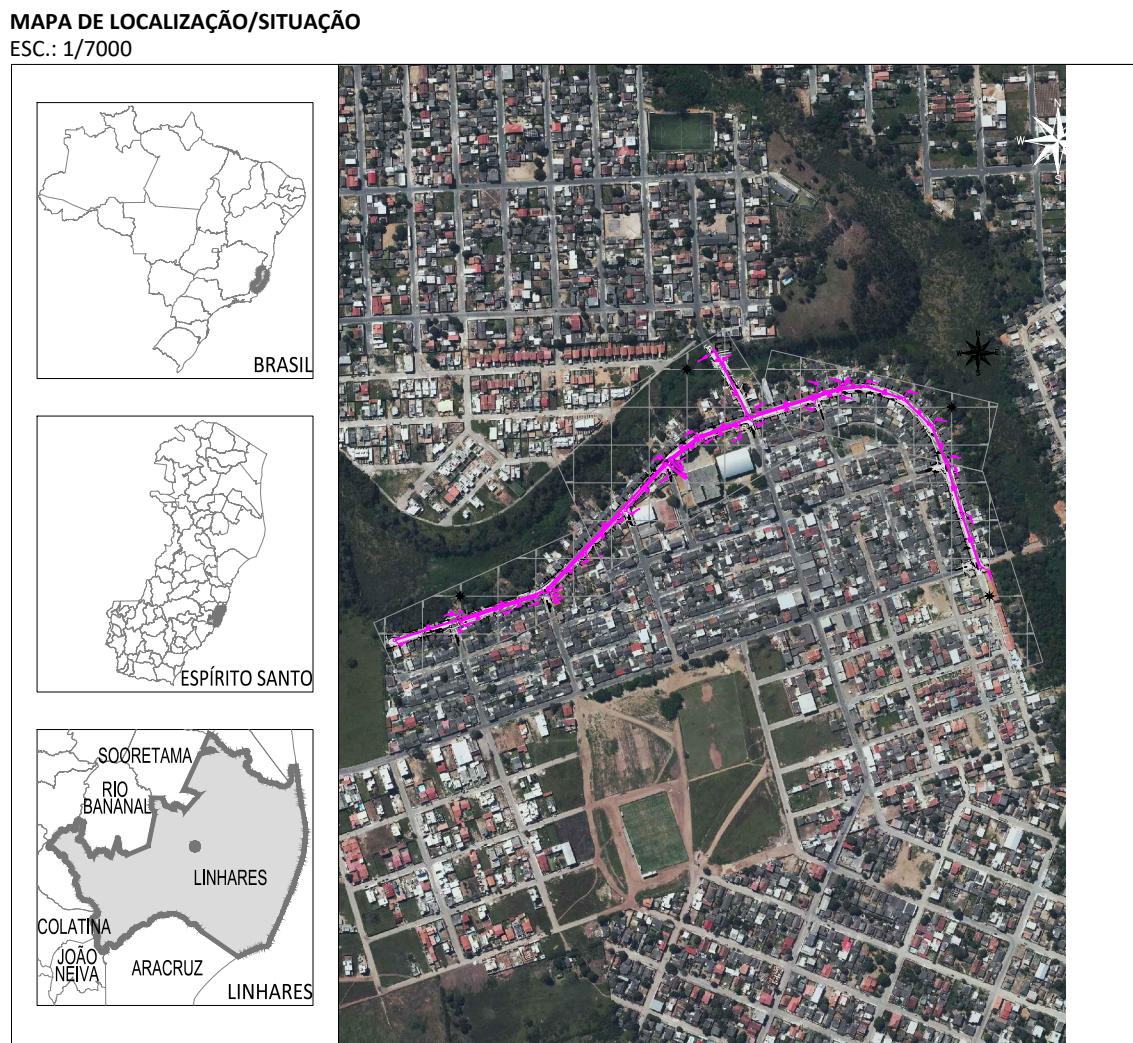 MAPA DE LOCALIZAÇÃO/SITUAÇÃO
ESC.: 1/7000
BRASIL
ESPÍRITO SANTO
SOORETAMA
RIO
BANANAL
LINHARES
COLATINA
JOÃO
NEIVA
ARACRUZ
LINHARES
N
W
S